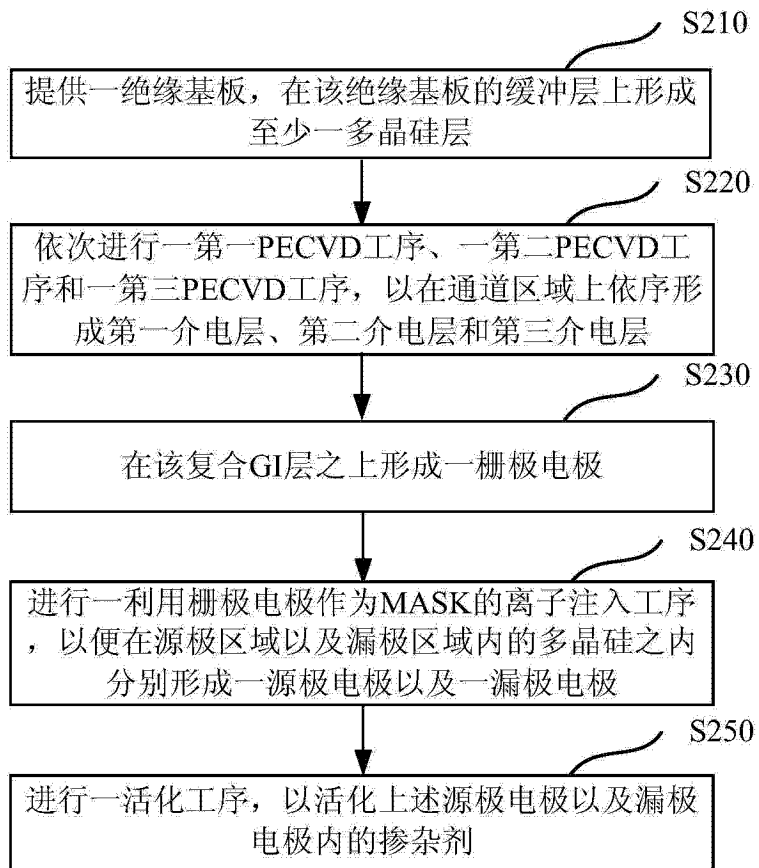 S210
提供一绝缘基板，在该绝缘基板的缓冲层上形成
至少一多晶硅层
S220
依次进行一第一PECVD工序、一第二PECVD工
序和一第三PECVD工序，以在通道区域上依序形
成第一介电层、第二介电层和第三介电层
S230
在该复合GI层之上形成一栅极电极
S240
进行一利用栅极电极作为MASK的离子注入工序
，以便在源极区域以及漏极区域内的多晶硅之内
分别形成一源极电极以及一漏极电极
S250
进行一活化工序，以活化上述源极电极以及漏极
电极内的掺杂剂